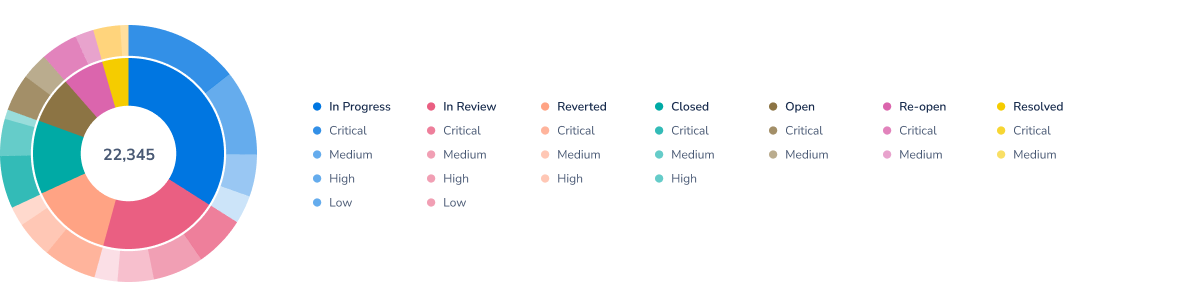 22,345
In Progress
Critical
Medium
High
Low
In Review
Critical
Medium
High
Low
Reverted
Critical
Medium
High
Closed
Critical
Medium
High
Open
Critical
Medium
Re-open
Critical
Medium
Resolved
Critical
Medium